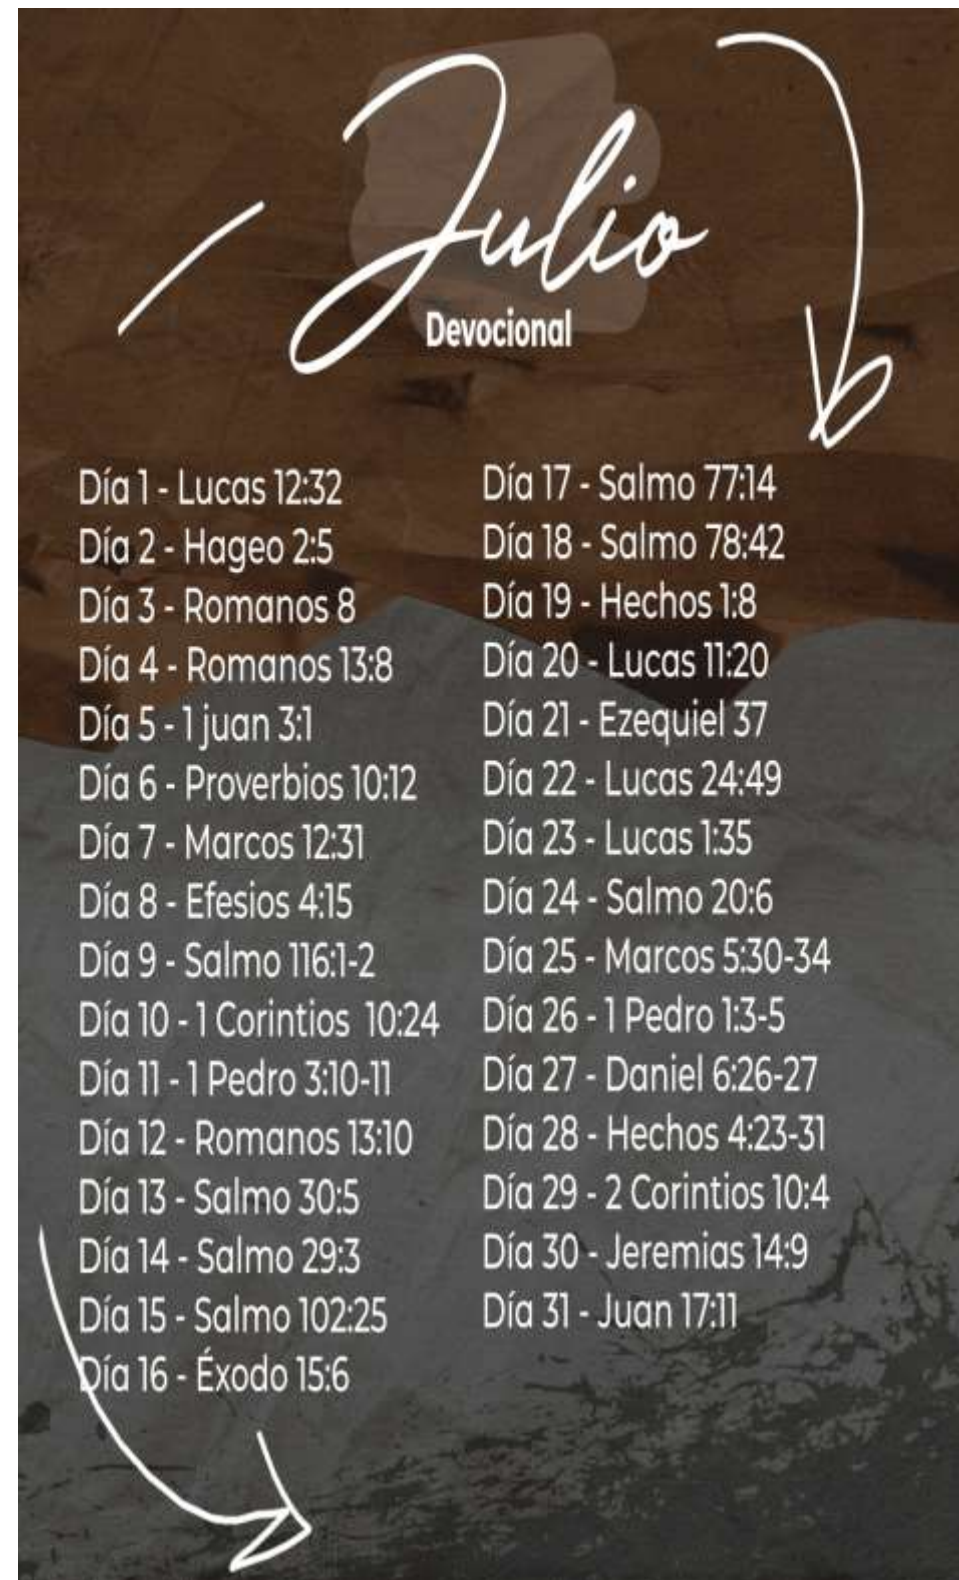 Julio
Devocional
Día 1 - Lucas 12:32
Día 2 - Hageo 2:5
Día 3 - Romanos 8
Día 4 - Romanos 13:8
Día 5 - 1 juan 3:1
Día 6 - Proverbios 10:12
Día 7 - Marcos 12:31
Día 8 - Efesios 4:15
Día 9 - Salmo 116:1-2
Día 10 - 1 Corintios 10:24
Día 11 - 1 Pedro 3:10-11
Día 12 - Romanos 13:10
Día 13 - Salmo 30:5
Día 14 - Salmo 29:3
Día 15 - Salmo 102:25
Día 16 - Éxodo 15:6
Día 17 - Salmo 77:14
Día 18 - Salmo 78:42
Día 19 - Hechos 1:8
Día 20 - Lucas 11:20
Día 21 - Ezequiel 37
Día 22 - Lucas 24:49
Día 23 - Lucas 1:35
Día 24 - Salmo 20:6
Día 25 - Marcos 5:30-34
Día 26 - 1 Pedro 1:3-5
Día 27 - Daniel 6:26-27
Día 28 - Hechos 4:23-31
Día 29 - 2 Corintios 10:4
Día 30 - Jeremias 14:9
Día 31 - Juan 17:11